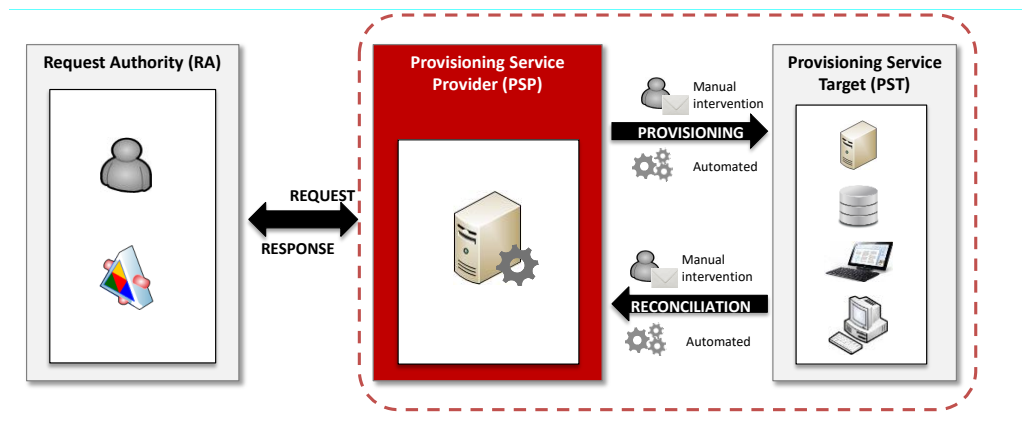 Request Authority (RA)
REQUEST
RESPONSE
Provisioning Service
Provider (PSP)
Manual
intervention
PROVISIONING
Automated
Manual
intervention
RECONCILIATION
Automated
Provisioning Service
Target (PST)